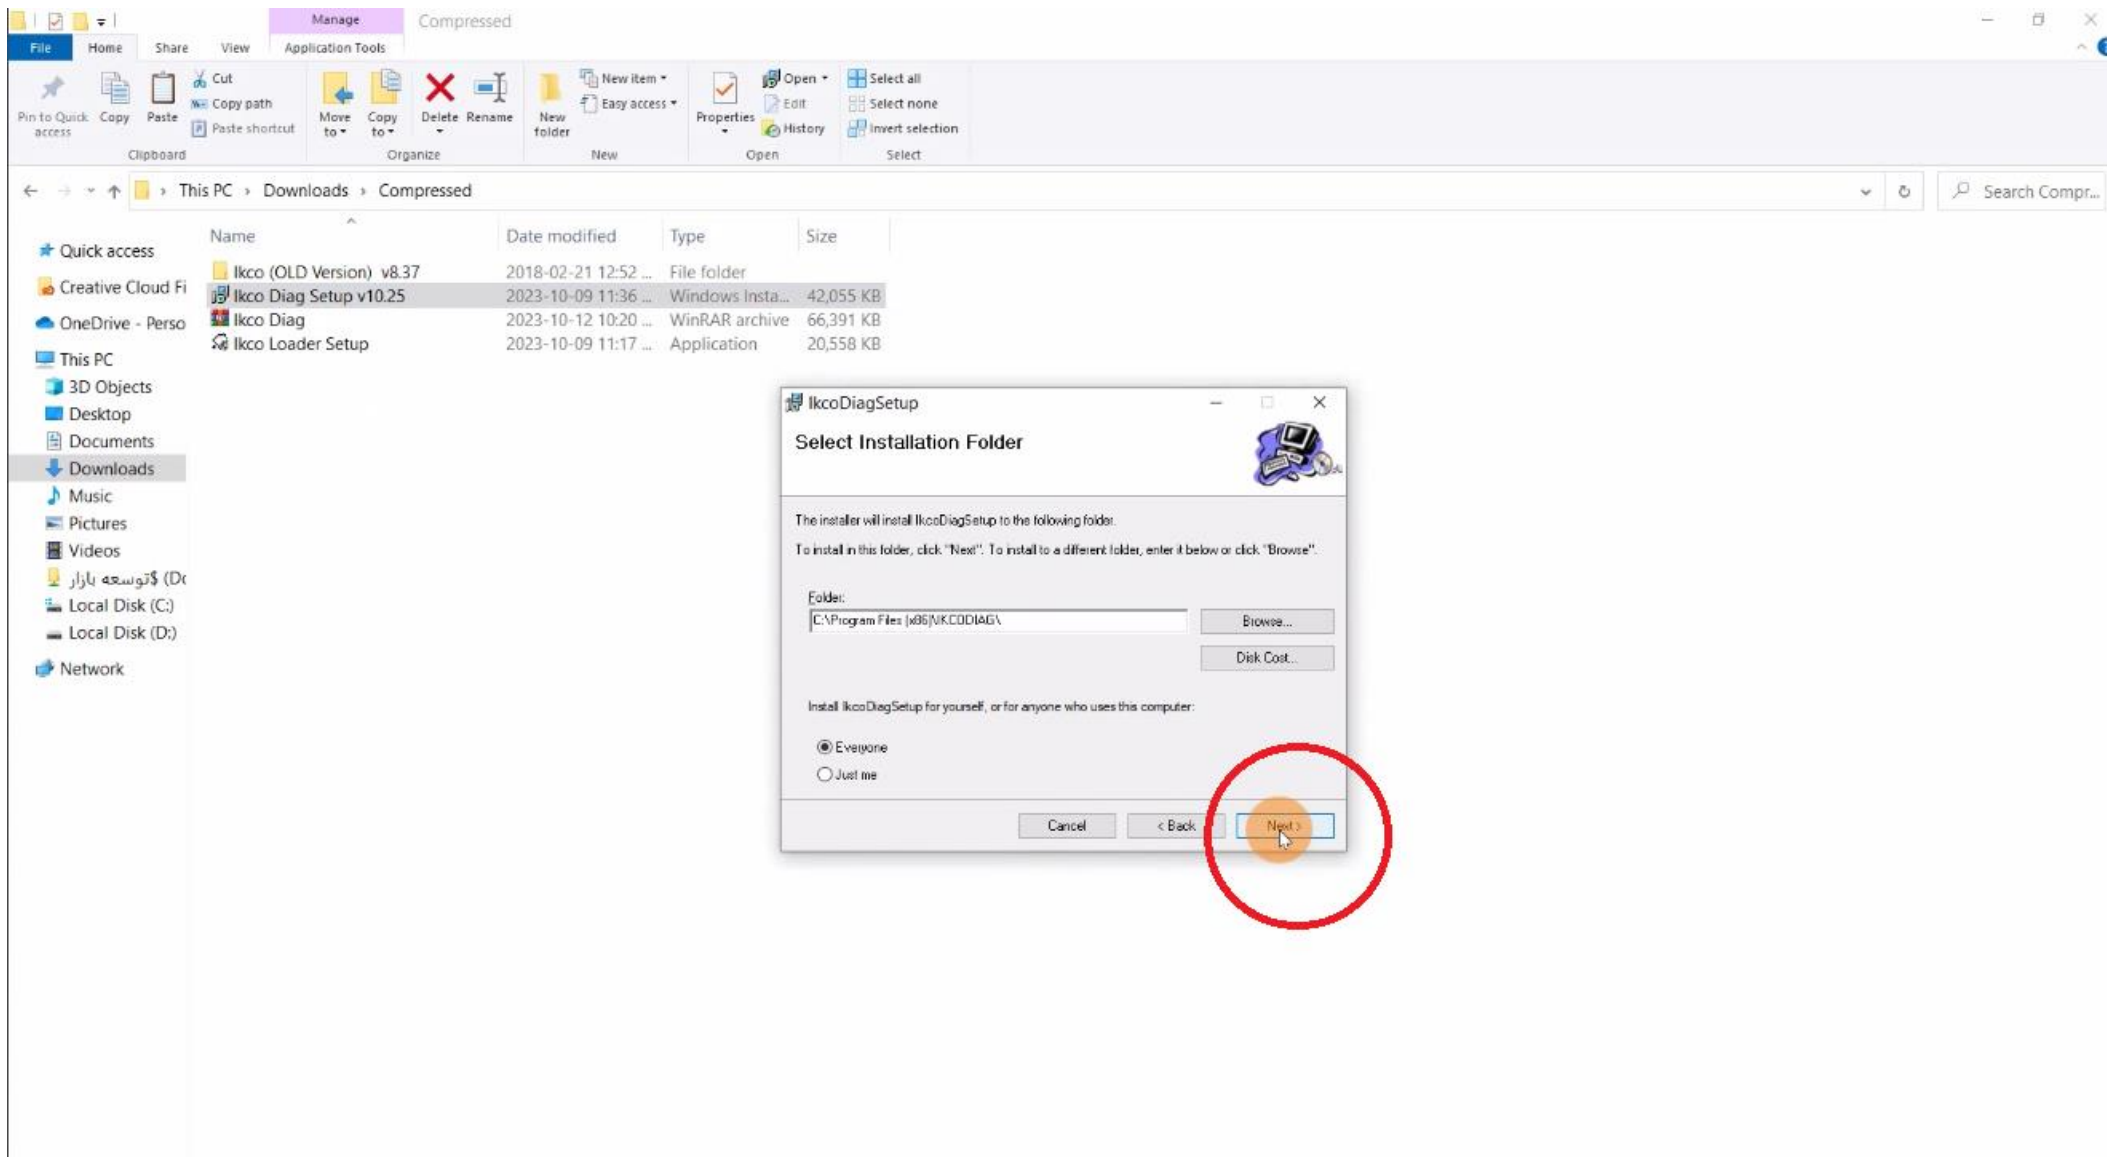 Manage Compressed
File Home Share View Application Tools
Pin to Quick access
Copy
Paste
Cut
Copy path
Paste shortcut
Clipboard
Move to
Copy to
Delete
Rename
Organize
New folder
New item
Easy access
New
Properties
Open
Edit
History
Open
Select all
Select none
Invert selection
Select
This PC › Downloads › Compressed
Search Compr...
Name Date modified Type Size
Ikco (OLD Version) v8.37 2018-02-21 12:52 ... File folder
Ikco Diag Setup v10.25 2023-10-09 11:36 ... Windows Insta... 42,055 KB
Ikco Diag 2023-10-12 10:20 ... WinRAR archive 66,391 KB
Ikco Loader Setup 2023-10-09 11:17 ... Application 20,558 KB
Quick access
Creative Cloud Fi
OneDrive - Perso
This PC
3D Objects
Desktop
Documents
Downloads
Music
Pictures
Videos
توسعه بازار$ (Do
Local Disk (C:)
Local Disk (D:)
Network
IkcoDiagSetup
Select Installation Folder
The installer will install IkcoDiagSetup to the following folder.
To install in this folder, click "Next". To install to a different folder, enter it below or click "Browse".
Folder:
C:\Program Files (x86)\IKCODIAG\
Browse...
Disk Cost...
Install IkcoDiagSetup for yourself, or for anyone who uses this computer:
Everyone
Just me
Cancel
< Back
Next >